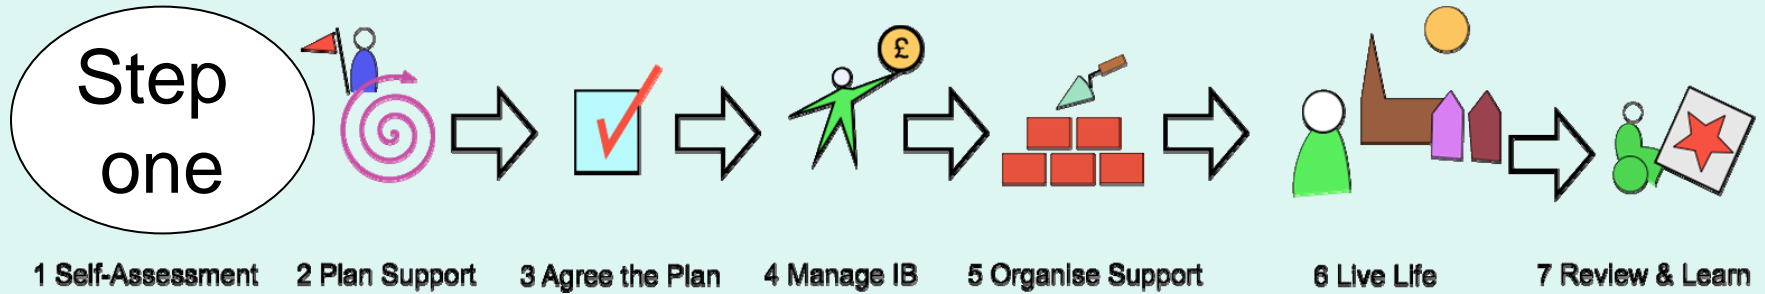 Step
one
£
1 Self-Assessment
2 Plan Support
3 Agree the Plan
4 Manage IB
5 Organise Support
6 Live Life
7 Review & Learn